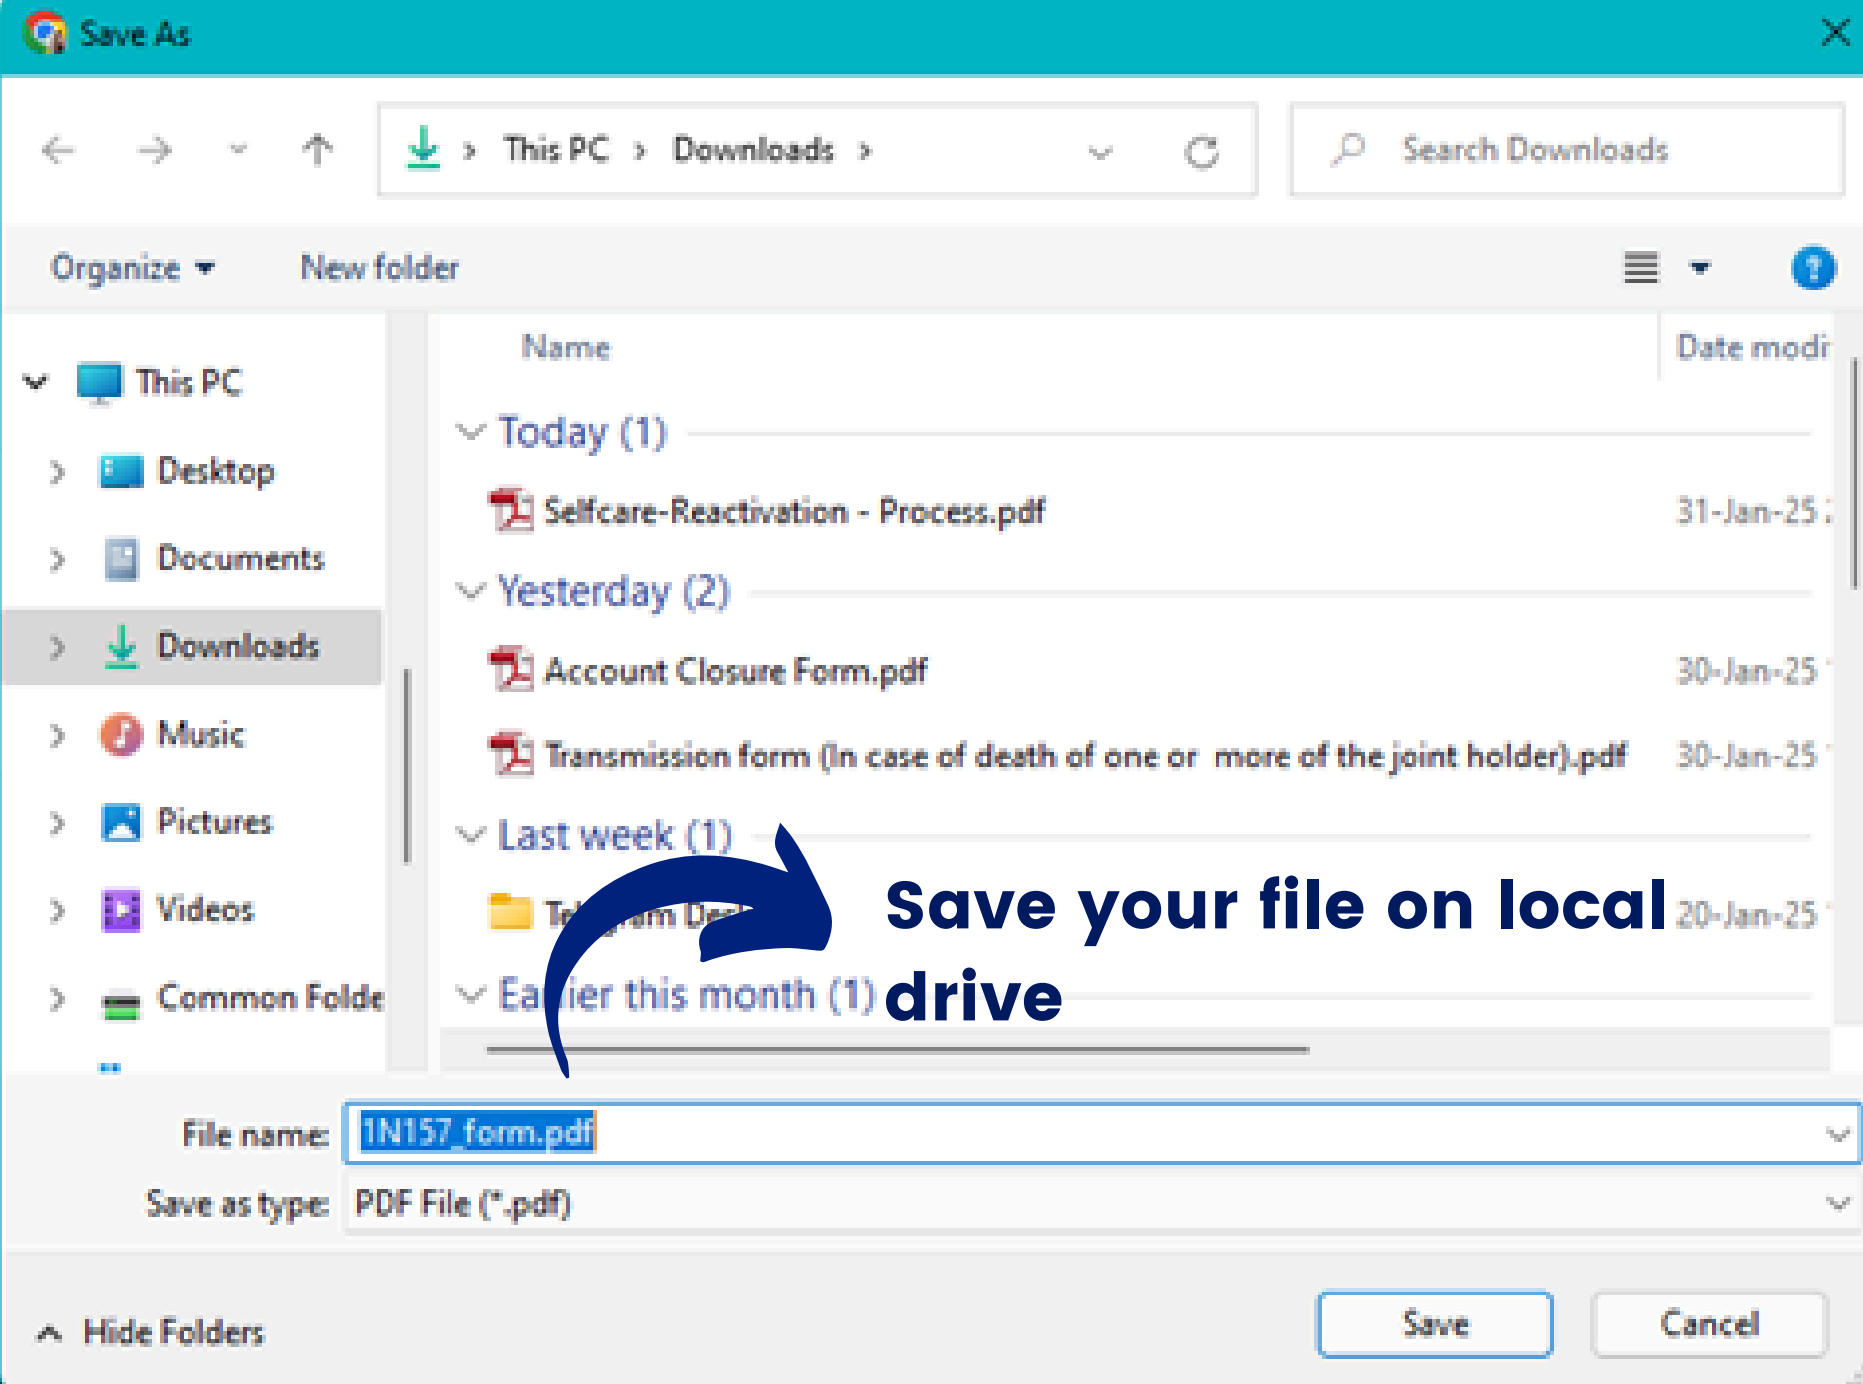 Save As
This PC > Downloads >
Search Downloads
Organize
New folder
Name
Date modi
This PC
Desktop
Documents
Downloads
Music
Pictures
Videos
Common Folde
Today (1)
Selfcare-Reactivation - Process.pdf
31-Jan-25
Yesterday (2)
Account Closure Form.pdf
30-Jan-25
Transmission form (In case of death of one or more of the joint holder).pdf
30-Jan-25
Last week (1)
20-Jan-25
Save your file on local
drive
Earlier this month (1)
File name:
1N157_form.pdf
Save as type:
PDF File (*.pdf)
Hide Folders
Save
Cancel